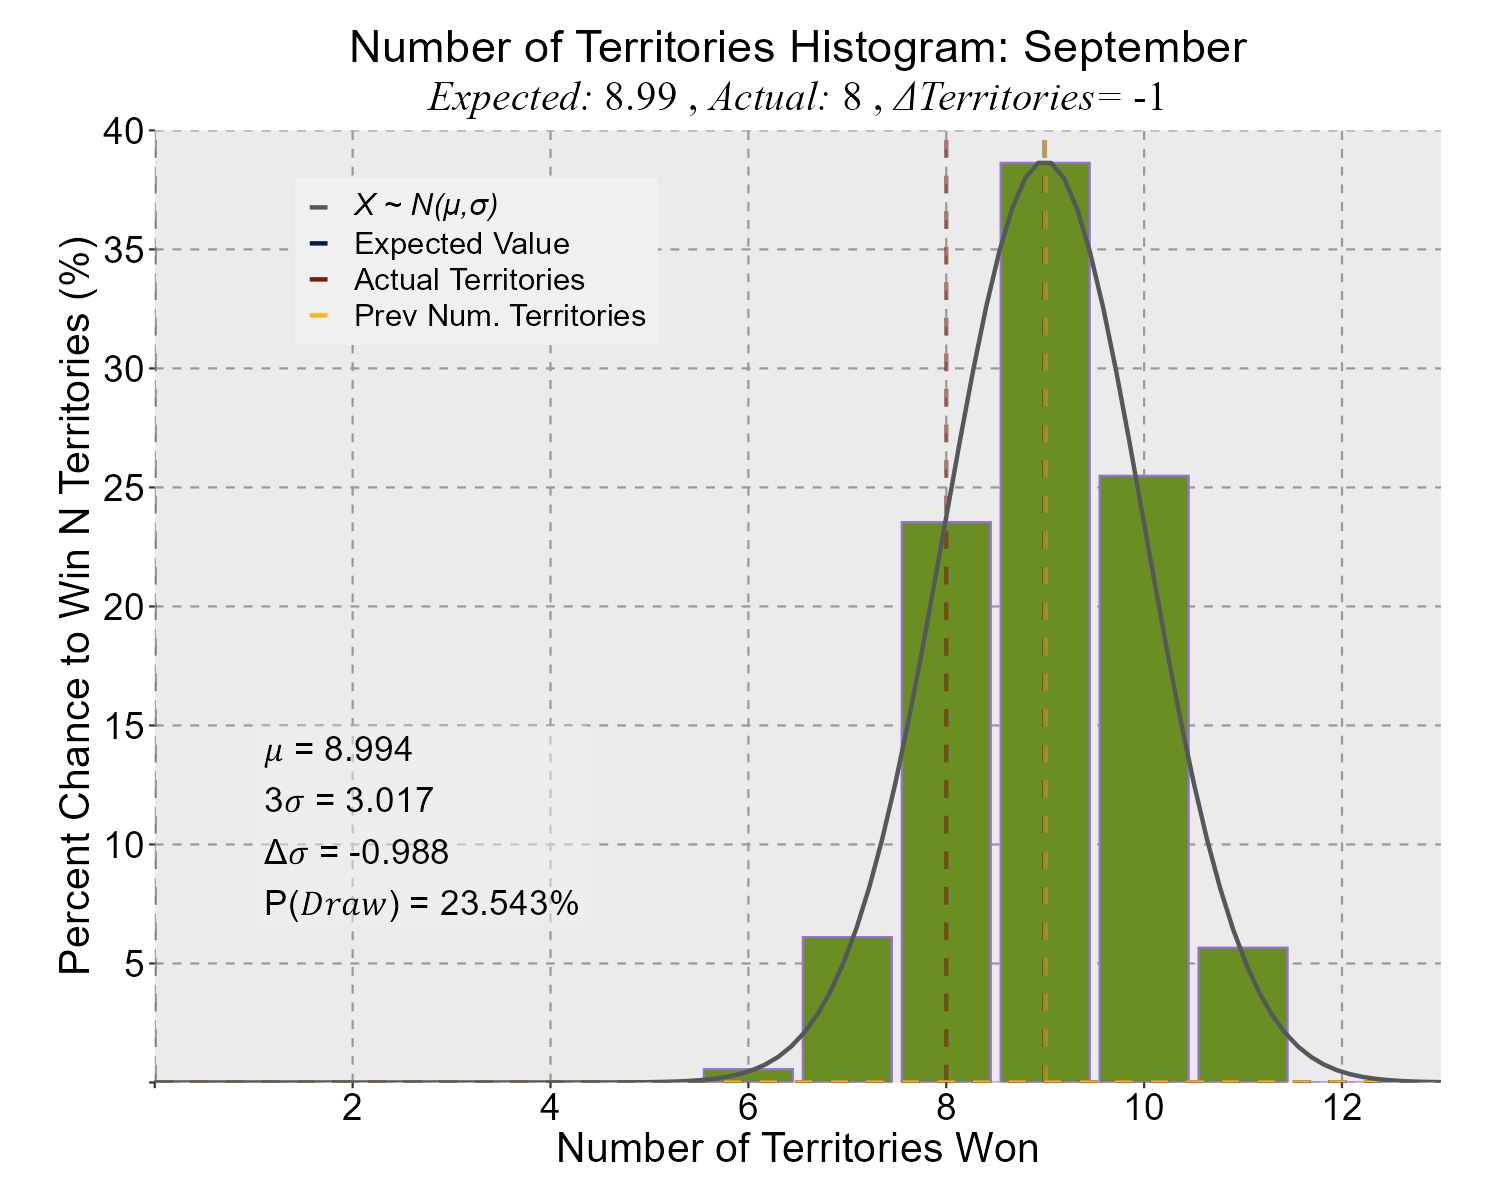 Number of Territories Histogram: September
Expected: 8.99 , Actual: 8 , ΔTerritories= -1
40
35
30
25
20
15
10
5
Percent Chance to Win N Territories (%)
X ~ N(μ,σ)
Expected Value
Actual Territories
Prev Num. Territories
μ = 8.994
3σ = 3.017
Δσ = -0.988
P(Draw) = 23.543%
2 4 6 8 10 12
Number of Territories Won